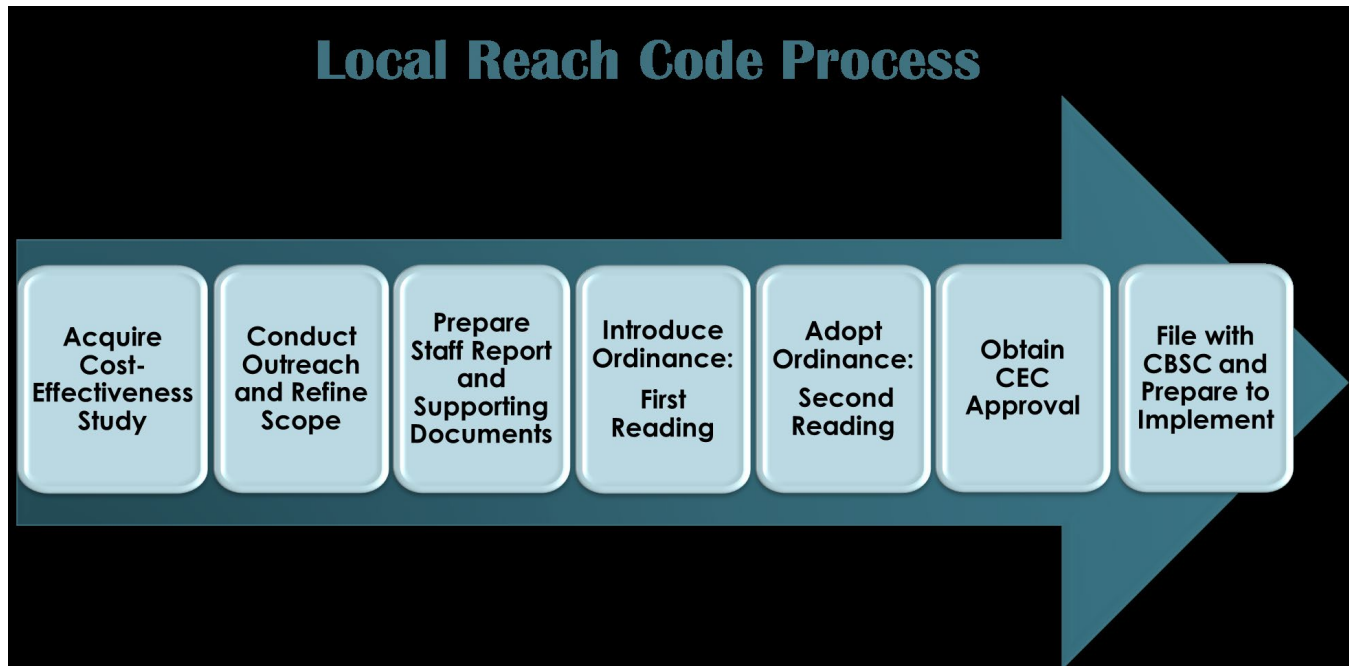 Local Reach Code Process
Acquire
Cost-
Effectiveness
Study
Conduct
Outreach
and Refine
Scope
Prepare
Staff Report
and
Supporting
Documents
Introduce
Ordinance:
First
Reading
Adopt
Ordinance:
Second
Reading
Obtain
CEC
Approval
File with
CBSC and
Prepare to
Implement